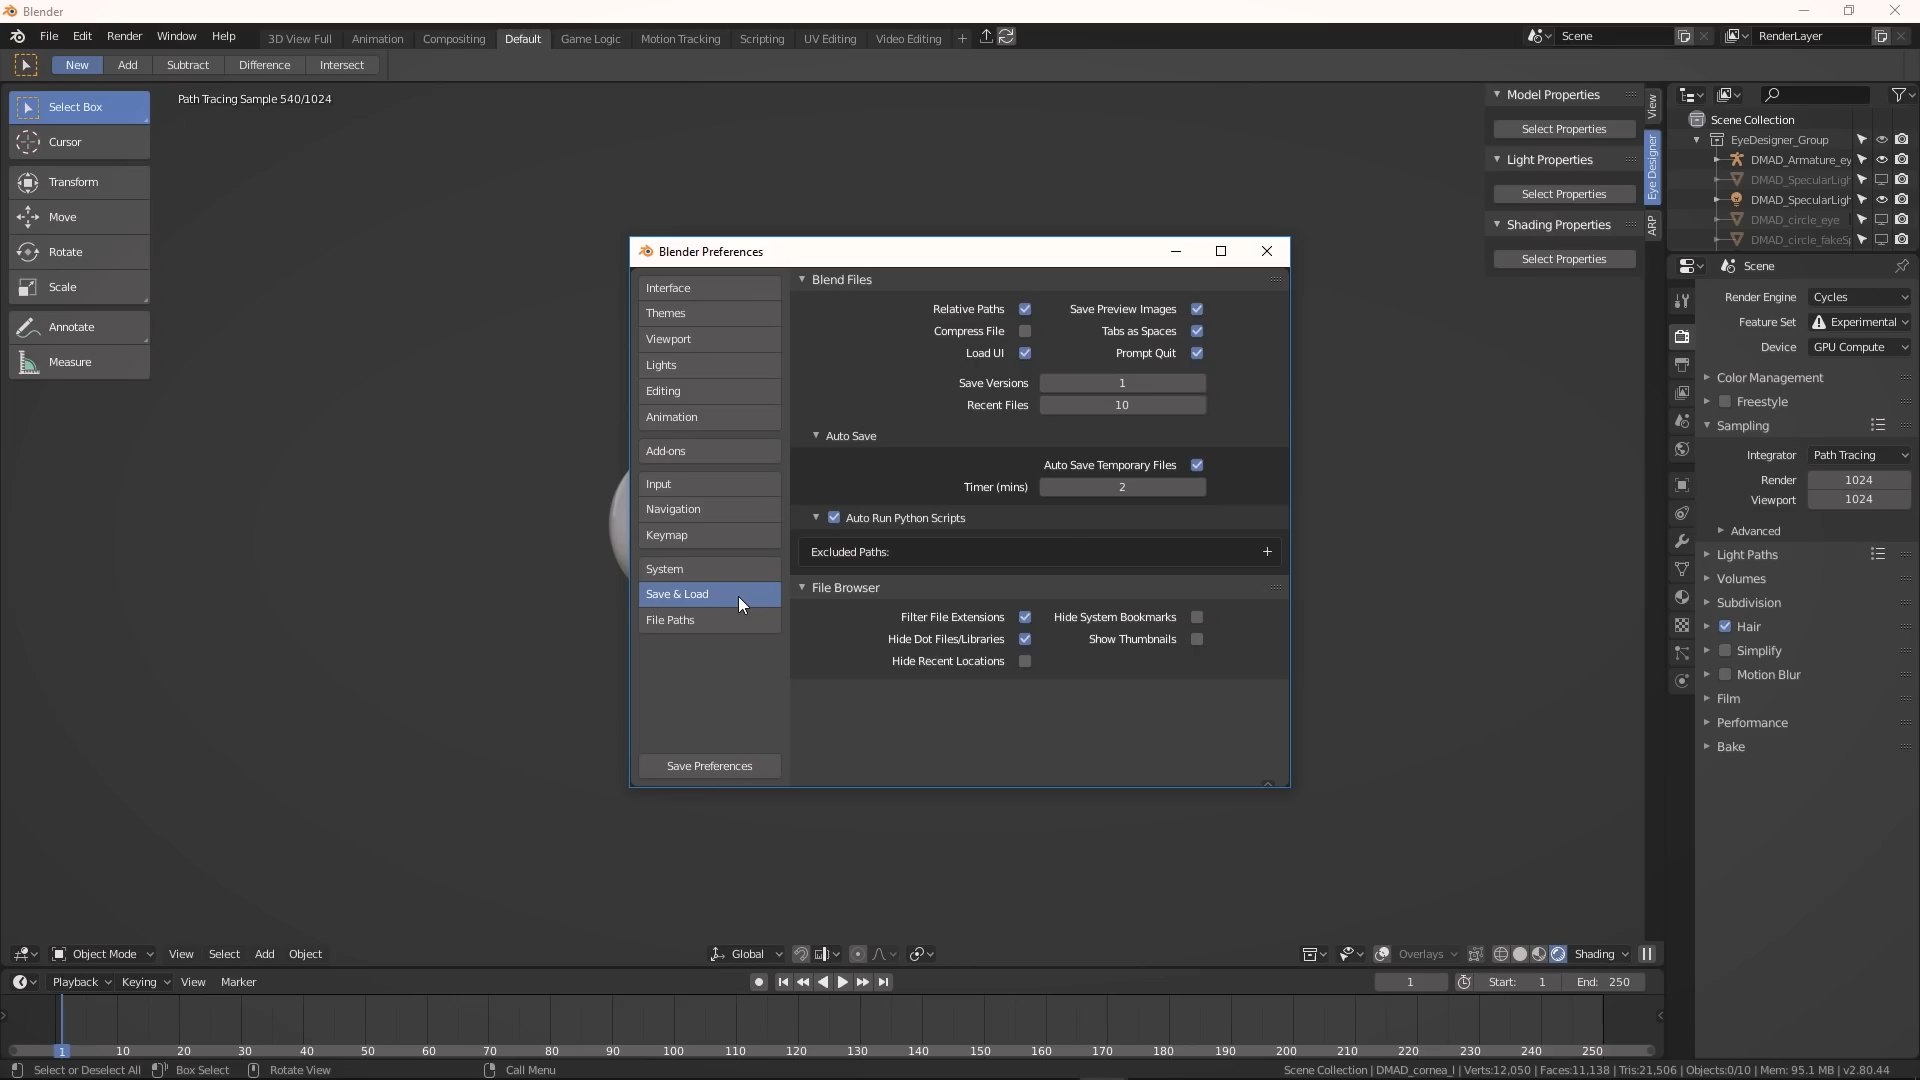 Blender
File Edit Render Window Help 3D View Full Animation Compositing Default Game Logic Motion Tracking Scripting UV Editing Video Editing + Scene RenderLayer
New Add Subtract Difference Intersect
Path Tracing Sample 540/1024
Select Box
Cursor
Transform
Move
Rotate
Scale
Annotate
Measure
Model Properties
Select Properties
Light Properties
Select Properties
Shading Properties
Select Properties
View
Eye Designer
ARP
Scene Collection
EyeDesigner_Group
DMAD_Armature_ey
DMAD_SpecularLigh
DMAD_SpecularLigh
DMAD_circle_eye
DMAD_circle_fakeSp
Scene
Render Engine Cycles
Feature Set Experimental
Device GPU Compute
Color Management
Freestyle
Sampling
Integrator Path Tracing
Render 1024
Viewport 1024
Advanced
Light Paths
Volumes
Subdivision
Hair
Simplify
Motion Blur
Film
Performance
Bake
Blender Preferences
Interface
Themes
Viewport
Lights
Editing
Animation
Add-ons
Input
Navigation
Keymap
System
Save & Load
File Paths
Save Preferences
Blend Files
Relative Paths Save Preview Images
Compress File Tabs as Spaces
Load UI Prompt Quit
Save Versions 1
Recent Files 10
Auto Save
Auto Save Temporary Files
Timer (mins) 2
Auto Run Python Scripts
Excluded Paths: +
File Browser
Filter File Extensions Hide System Bookmarks
Hide Dot Files/Libraries Show Thumbnails
Hide Recent Locations
Object Mode View Select Add Object Global Overlays Shading
Playback Keying View Marker 1 Start: 1 End: 250
1 10 20 30 40 50 60 70 80 90 100 110 120 130 140 150 160 170 180 190 200 210 220 230 240 250
Select or Deselect All Box Select Rotate View Call Menu Scene Collection | DMAD_cornea_l | Verts:12,050 | Faces:11,138 | Tris:21,506 | Objects:0/10 | Mem: 95.1 MB | v2.80.44